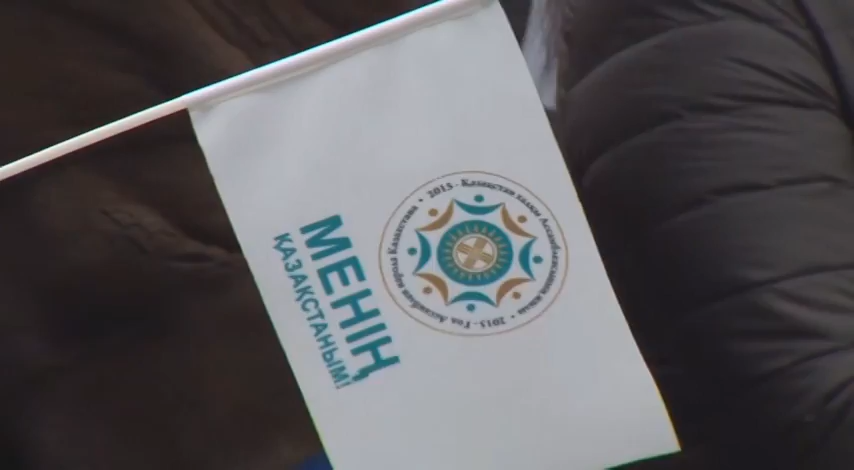 2015 - Қазақстан халқы Ассамблеясының жылы
2015 - Год Ассамблеи народа Казахстана
МЕНІҢ
ҚАЗАҚСТАНЫМ!